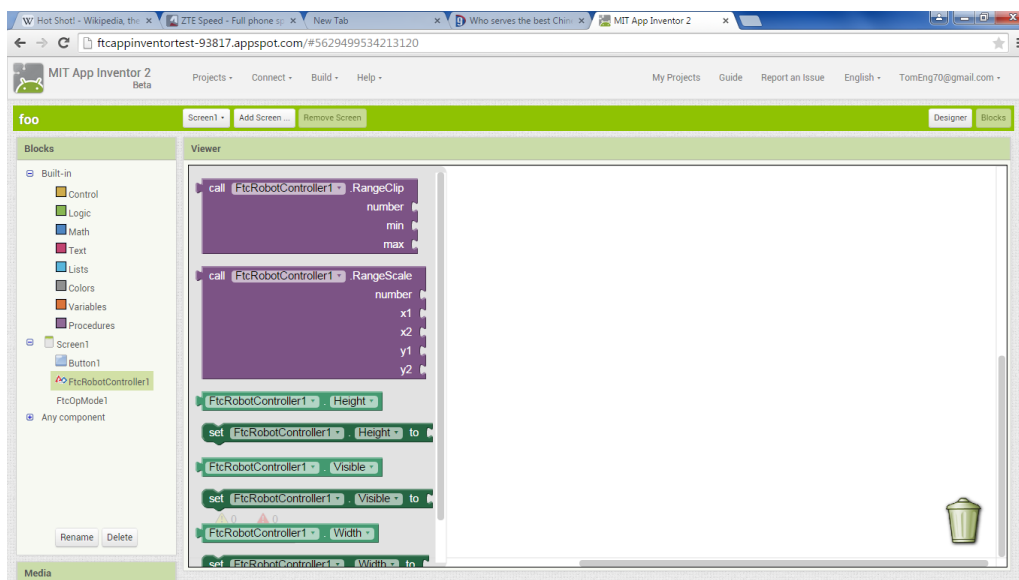 Hot Shot! - Wikipedia, the
ZTE Speed - Full phone sp
New Tab
Who serves the best Chin
MIT App Inventor 2
ftcappinventortest-93817.appspot.com/#5629499534213120
MIT App Inventor 2
Beta
Projects
Connect
Build
Help
My Projects
Guide
Report an Issue
English
TomEng70@gmail.com
foo
Screen1
Add Screen ...
Remove Screen
Designer
Blocks
Blocks
Viewer
Built-in
Control
Logic
Math
Text
Lists
Colors
Variables
Procedures
Screen1
Button1
FtcRobotController1
FtcOpMode1
Any component
Rename
Delete
Media
call FtcRobotController1 .RangeClip
number
min
max
call FtcRobotController1 .RangeScale
number
x1
x2
y1
y2
FtcRobotController1 . Height
set FtcRobotController1 . Height to
FtcRobotController1 . Visible
set FtcRobotController1 . Visible to
0 0
FtcRobotController1 . Width
set FtcRobotController1 . Width to